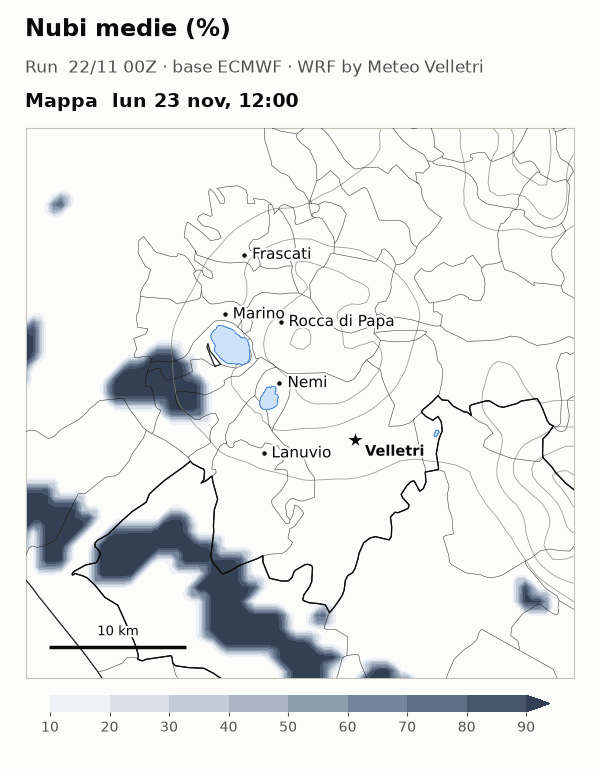 Nubi medie (%)
Run  22/11 00Z · base ECMWF · WRF by Meteo Velletri
Mappa  lun 23 nov, 12:00
Frascati
Marino
Rocca di Papa
Nemi
Velletri
Lanuvio
10 km
10 20 30 40 50 60 70 80 90